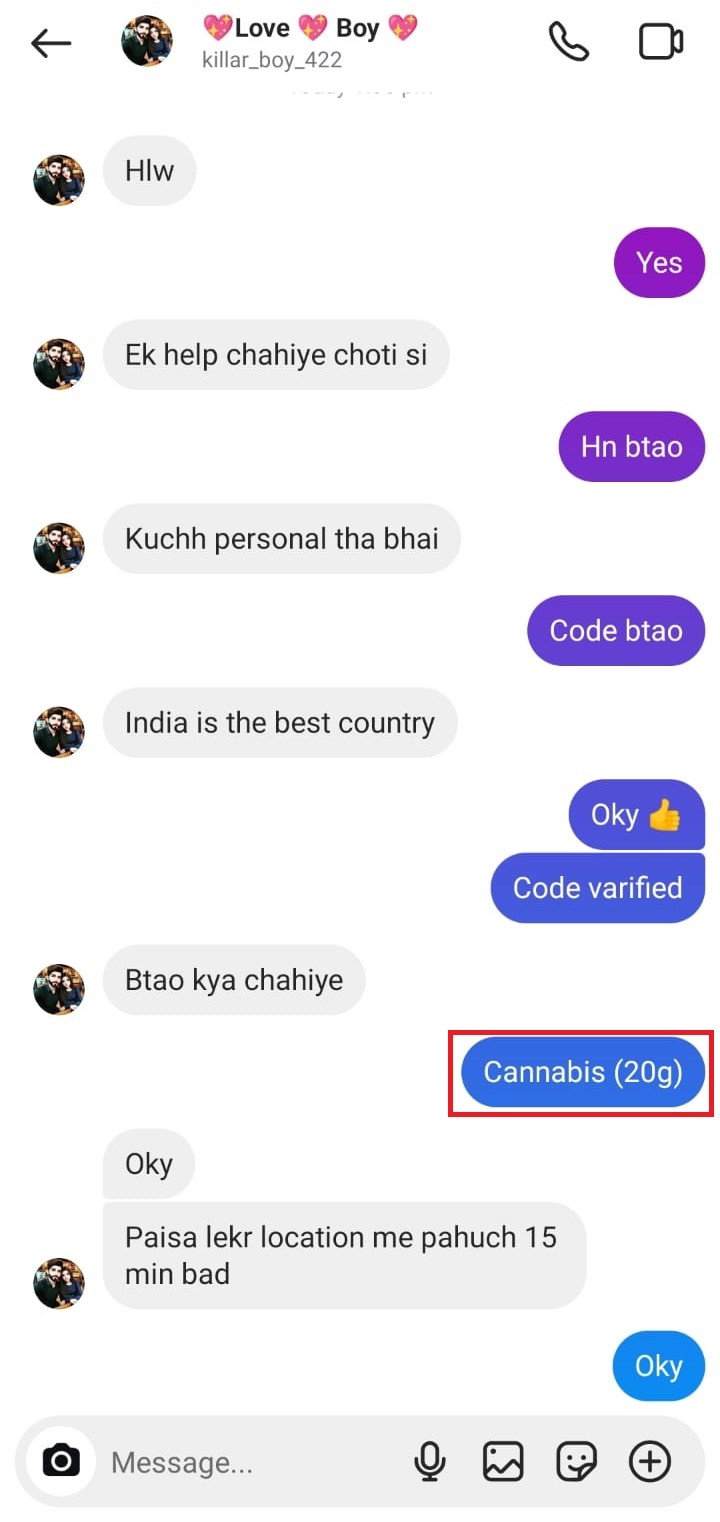 💖Love 💖 Boy 💖
killar_boy_422
Hlw
Yes
Ek help chahiye choti si
Hn btao
Kuchh personal tha bhai
Code btao
India is the best country
Oky 👍
Code varified
Btao kya chahiye
Cannabis (20g)
Oky
Paisa lekr location me pahuch 15
min bad
Oky
Message...